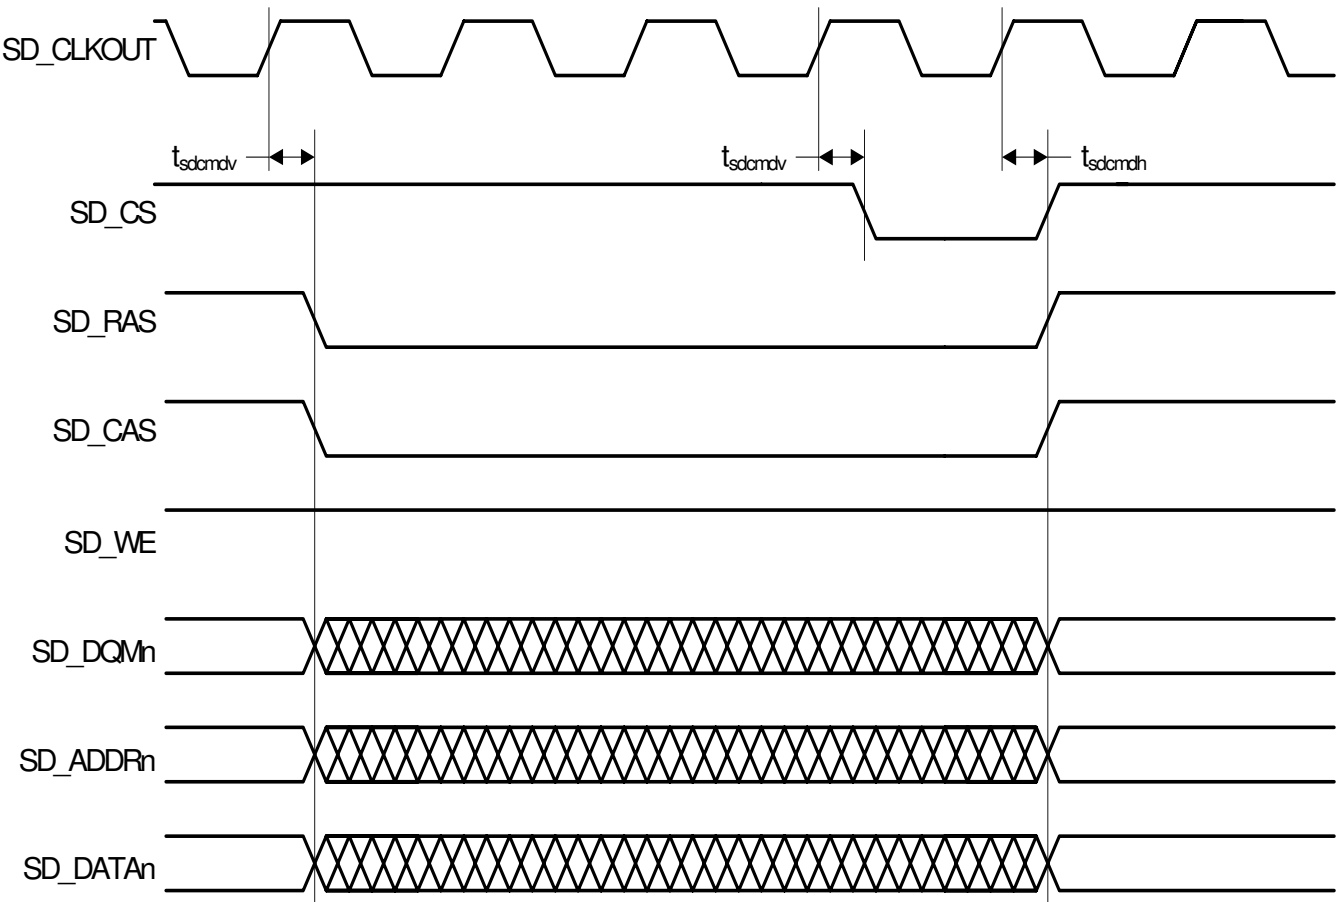 SD_CLKOUT
tsdcmdv tsdcmdv tsdcmdh
SD_CS
SD_RAS
SD_CAS
SD_WE
SD_DQMn
SD_ADDRn
SD_DATAn